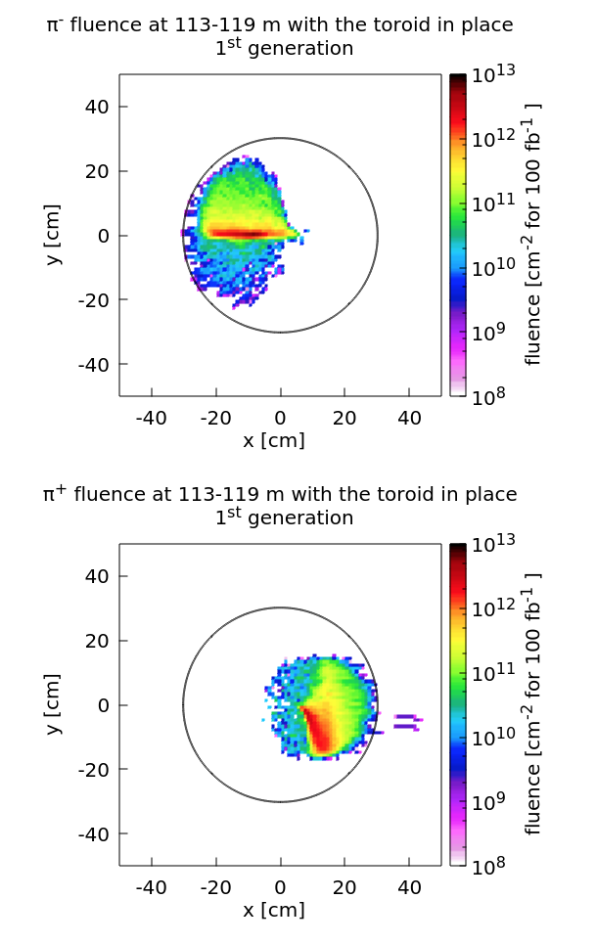 π⁻ fluence at 113-119 m with the toroid in place
1ˢᵗ generation
40
20
0
-20
-40
y [cm]
-40 -20 0 20 40
x [cm]
10¹³
10¹²
10¹¹
10¹⁰
10⁹
10⁸
fluence [cm⁻² for 100 fb⁻¹ ]
π⁺ fluence at 113-119 m with the toroid in place
1ˢᵗ generation
40
20
0
-20
-40
y [cm]
-40 -20 0 20 40
x [cm]
10¹³
10¹²
10¹¹
10¹⁰
10⁹
10⁸
fluence [cm⁻² for 100 fb⁻¹ ]